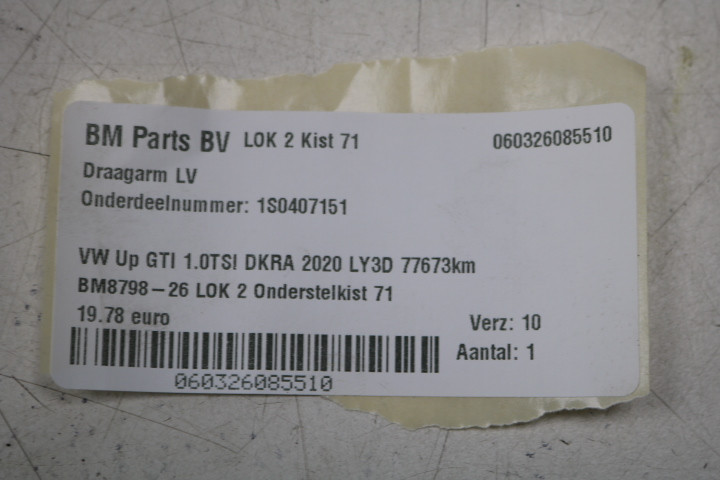 BM Parts BV LOK 2 Kist 71 060326085510
Draagarm LV
Onderdeelnummer: 1S0407151
VW Up GTI 1.0TSI DKRA 2020 LY3D 77673km
BM8798-26 LOK 2 Onderstelkist 71
19.78 euro Verz: 10
Aantal: 1
060326085510